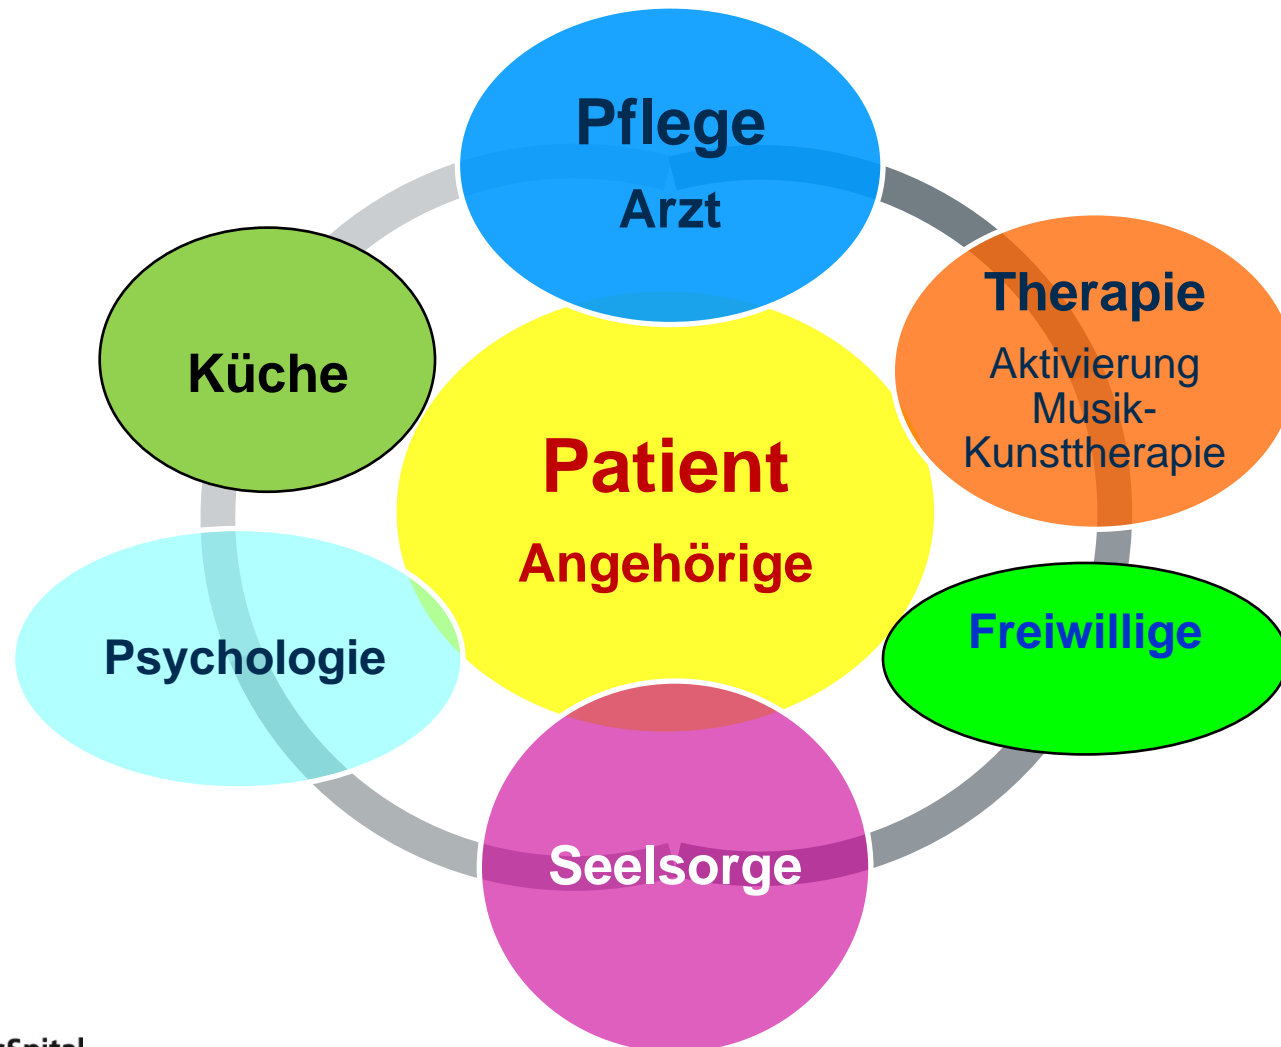 Pflege
Arzt
Therapie
Aktivierung
Musik-
Kunsttherapie
Küche
Patient
Angehörige
Freiwillige
Psychologie
Seelsorge